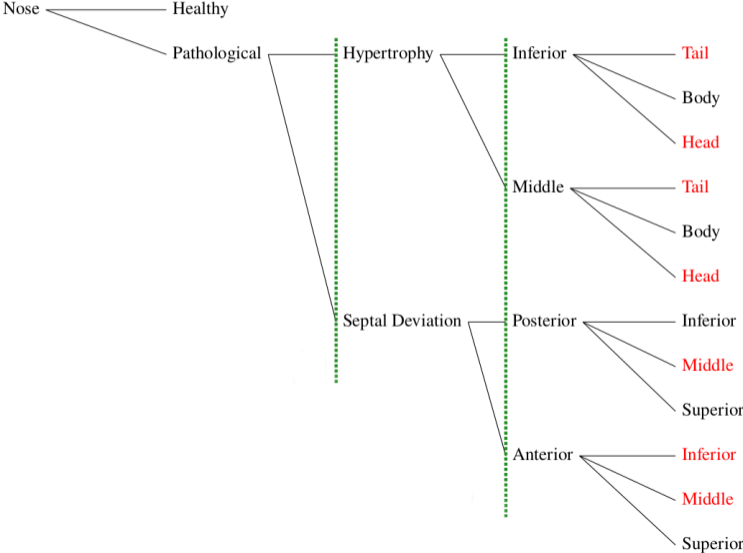 Nose Healthy
Pathological Hypertrophy Inferior Tail
Body
Head
Middle Tail
Body
Head
Septal Deviation Posterior Inferior
Middle
Superior
Anterior Inferior
Middle
Superior